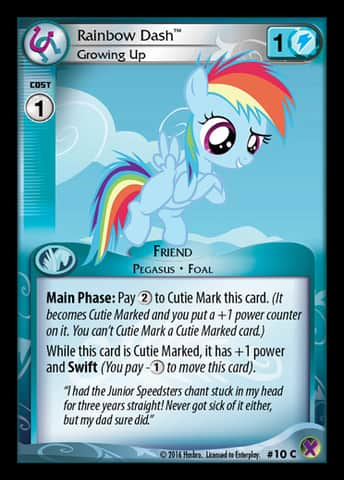 Rainbow Dash™
Growing Up
1
COST
1
FRIEND
PEGASUS • FOAL
Main Phase: Pay 2 to Cutie Mark this card. (It
becomes Cutie Marked and you put a +1 power counter
on it. You can't Cutie Mark a Cutie Marked card.)
While this card is Cutie Marked, it has +1 power
and Swift (You pay -1 to move this card).
"I had the Junior Speedsters chant stuck in my head
for three years straight! Never got sick of it either,
but my dad sure did."
© 2016 Hasbro. Licensed to Enterplay. #10 C